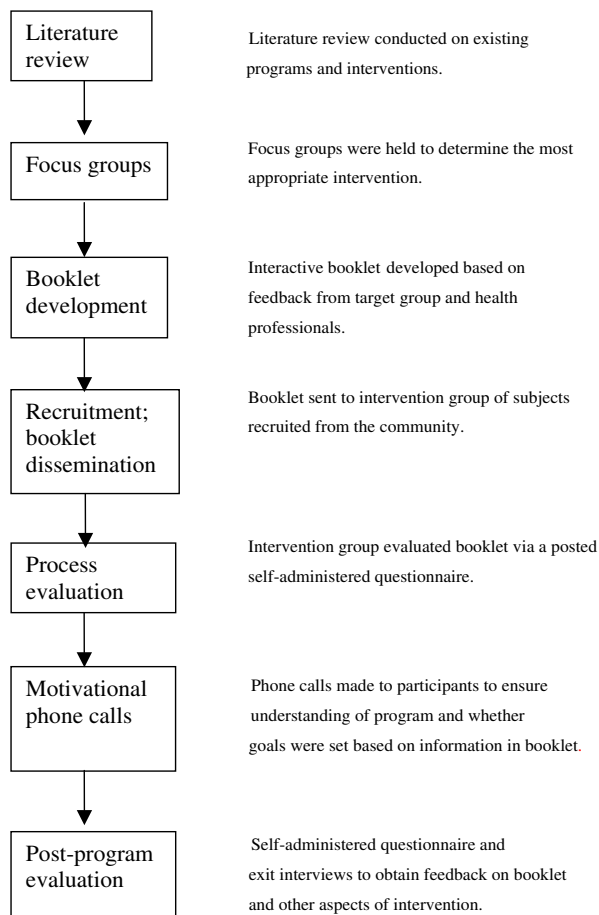 Literature
review
Literature review conducted on existing
programs and interventions.
Focus groups
Focus groups were held to determine the most
appropriate intervention.
Booklet
development
Interactive booklet developed based on
feedback from target group and health
professionals.
Recruitment;
booklet
dissemination
Booklet sent to intervention group of subjects
recruited from the community.
Process
evaluation
Intervention group evaluated booklet via a posted
self-administered questionnaire.
Motivational
phone calls
Phone calls made to participants to ensure
understanding of program and whether
goals were set based on information in booklet.
Post-program
evaluation
Self-administered questionnaire and
exit interviews to obtain feedback on booklet
and other aspects of intervention.